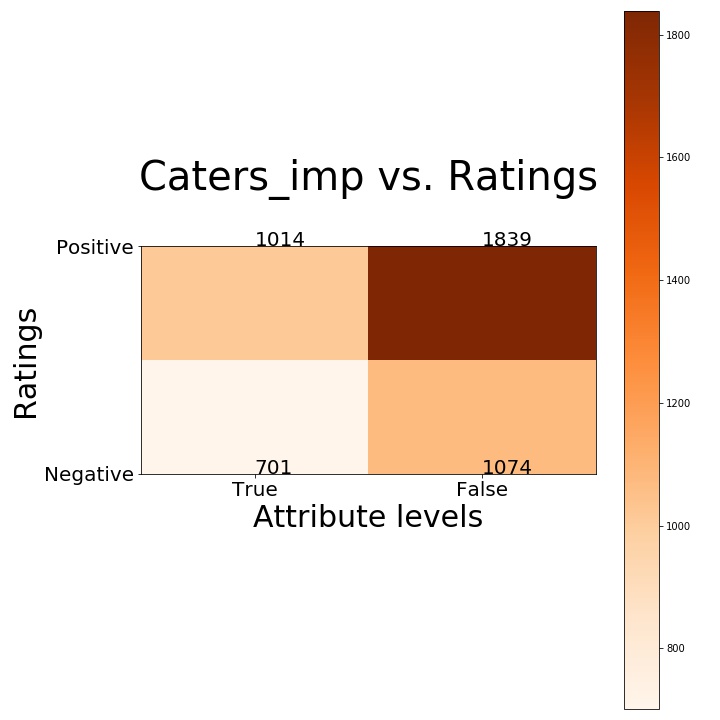 Caters_imp vs. Ratings
1014 1839
Positive
Ratings
Negative
701 1074
True False
Attribute levels
1800
1600
1400
1200
1000
800